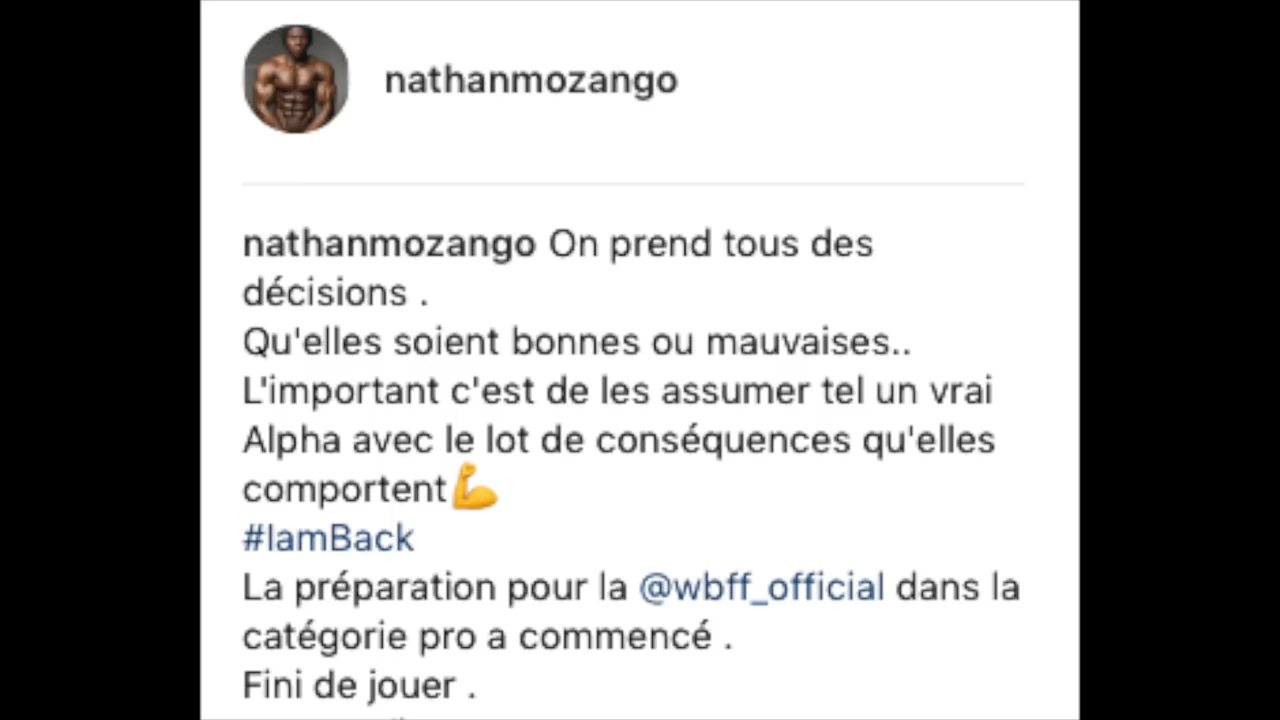 nathanmozango
nathanmozango On prend tous des
décisions .
Qu'elles soient bonnes ou mauvaises..
L'important c'est de les assumer tel un vrai
Alpha avec le lot de conséquences qu'elles
comportent💪
#IamBack
La préparation pour la @wbff_official dans la
catégorie pro a commencé .
Fini de jouer .